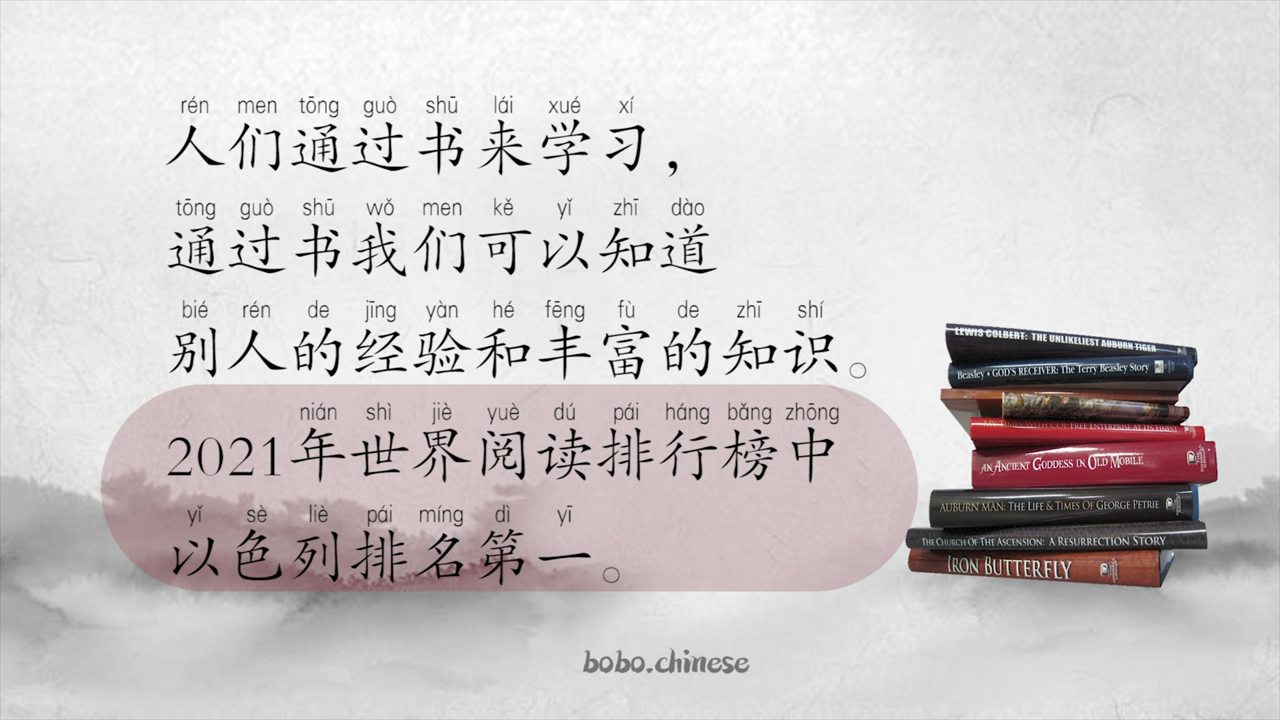 rén men tōng guò shū lái xué xí
人们通过书来学习，
tōng guò shū wǒ men kě yǐ zhī dào
通过书我们可以知道
bié rén de jīng yàn hé fēng fù de zhī shí
别人的经验和丰富的知识。
nián shì jiè yuè dú pái háng bǎng zhōng
2021年世界阅读排行榜中
yǐ sè liè pái míng dì yī
以色列排名第一。
LEWIS COLBERT: THE UNLIKELIEST AUBURN TIGER
Beasley • GOD'S RECEIVER: The Terry Beasley Story
AN ANCIENT GODDESS IN OLD MOBILE
AUBURN MAN: THE LIFE & TIMES OF GEORGE PETRIE
THE CHURCH OF THE ASCENSION: A RESURRECTION STORY
IRON BUTTERFLY
bobo.chinese